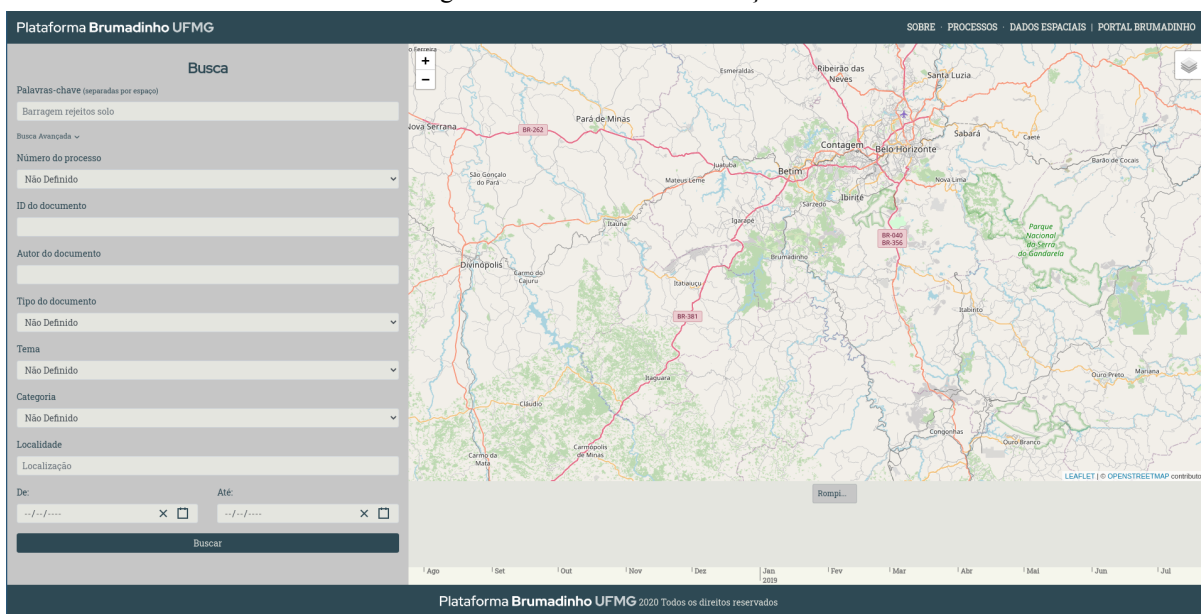 Plataforma Brumadinho UFMG
SOBRE · PROCESSOS · DADOS ESPACIAIS | PORTAL BRUMADINHO
Busca
Palavras-chave (separadas por espaço)
Barragem rejeitos solo
Busca Avançada
Número do processo
Não Definido
ID do documento
Autor do documento
Tipo do documento
Não Definido
Tema
Não Definido
Categoria
Não Definido
Localidade
Localização
De:
Até:
--/--/----
--/--/----
Buscar
+
−
Esmeraldas
Ribeirão das
Neves
Santa Luzia
Nova Serrana
BR-262
Pará de Minas
Sabará
Caeté
Contagem
Belo Horizonte
Barão de Cocais
Juatuba
Betim
São Gonçalo
do Pará
Mateus Leme
Nova Lima
Sarzedo
Ibirité
Itaúna
Igarapé
BR-040
BR-356
Parque
Nacional
da Serra
do Gandarela
Divinópolis
Carmo do
Cajuru
Brumadinho
Itatiaiuçu
BR-381
Itabirito
Itaguara
Ouro Preto
Mariana
Cláudio
Congonhas
Ouro Branco
Carmópolis
de Minas
Carmo da
Mata
LEAFLET | © OPENSTREETMAP contributo
Rompi...
Ago
Set
Out
Nov
Dez
Jan
2019
Fev
Mar
Abr
Mai
Jun
Jul
Plataforma Brumadinho UFMG 2020 Todos os direitos reservados